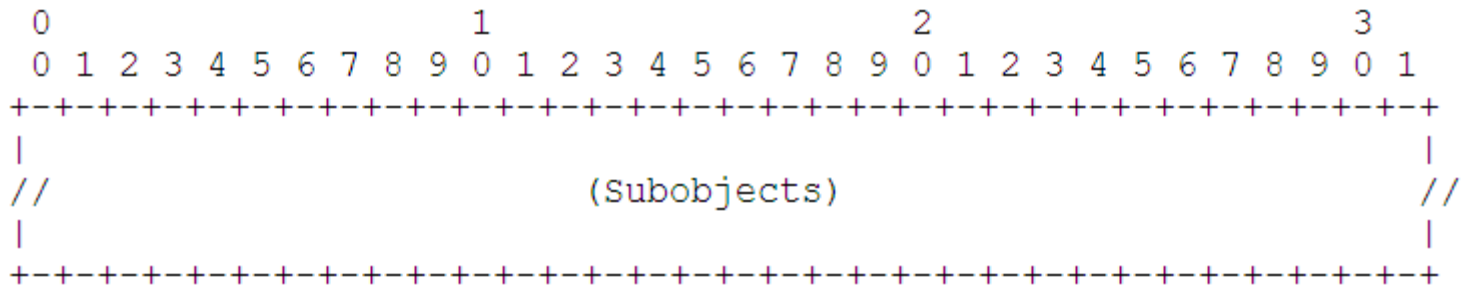 0                   1                   2                   3
0 1 2 3 4 5 6 7 8 9 0 1 2 3 4 5 6 7 8 9 0 1 2 3 4 5 6 7 8 9 0 1
+-+-+-+-+-+-+-+-+-+-+-+-+-+-+-+-+-+-+-+-+-+-+-+-+-+-+-+-+-+-+-+-+
|                                                               |
//                        (Subobjects)                          //
|                                                               |
+-+-+-+-+-+-+-+-+-+-+-+-+-+-+-+-+-+-+-+-+-+-+-+-+-+-+-+-+-+-+-+-+